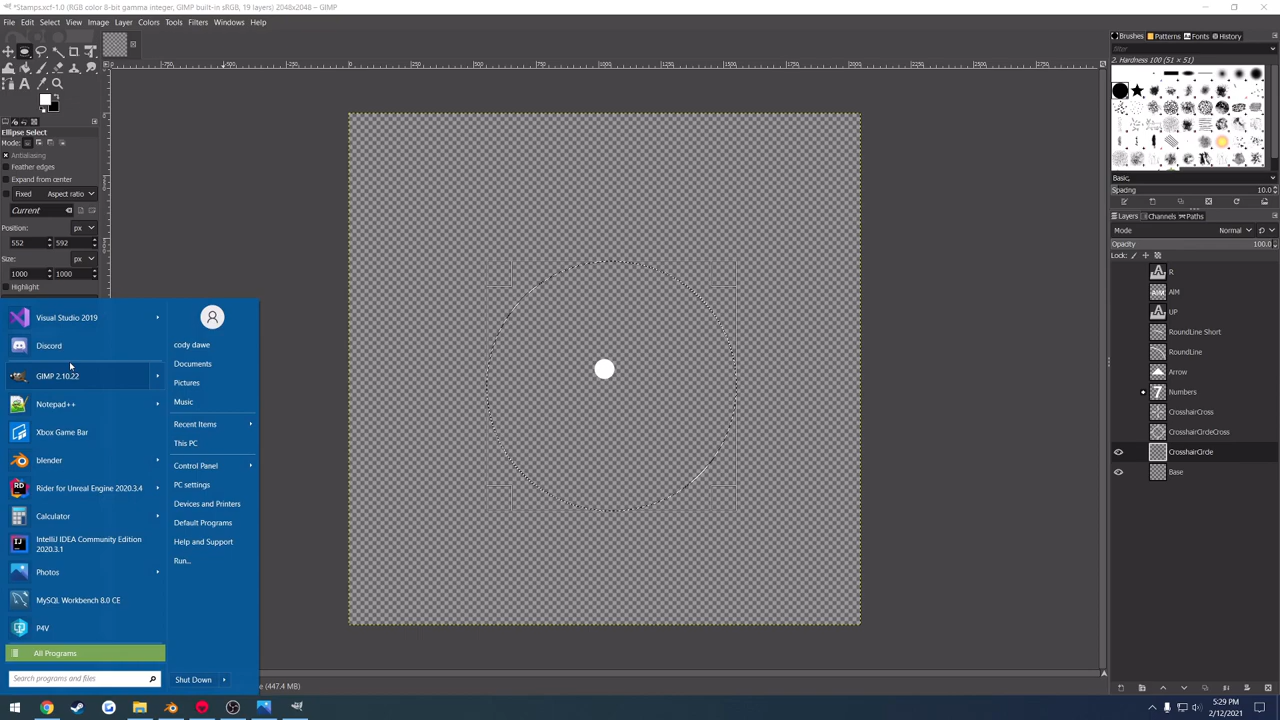 *Stamps.xcf-1.0 (RGB color 8-bit gamma integer, GIMP built-in sRGB, 19 layers) 2048x2048 – GIMP
File Edit Select View Image Layer Colors Tools Filters Windows Help
Brushes Patterns Fonts History
filter
2. Hardness 100 (51 × 51)
Ellipse Select
Mode:
Antialiasing
Feather edges
Expand from center
Fixed Aspect ratio
Current
Position: px
552 592
Size: px
1000 1000
Highlight
Basic,
Spacing 10.0
Layers Channels Paths
Mode Normal
Opacity 100.0
Lock:
R
AIM
UP
RoundLine Short
RoundLine
Arrow
Numbers
CrosshairCross
CrosshairCircleCross
CrosshairCircle
Base
Visual Studio 2019
Discord
GIMP 2.10.22
Notepad++
Xbox Game Bar
blender
Rider for Unreal Engine 2020.3.4
Calculator
IntelliJ IDEA Community Edition
2020.3.1
Photos
MySQL Workbench 8.0 CE
P4V
All Programs
Search programs and files
cody dawe
Documents
Pictures
Music
Recent Items
This PC
Control Panel
PC settings
Devices and Printers
Default Programs
Help and Support
Run...
Shut Down
(447.4 MB)
5:29 PM
2/12/2021